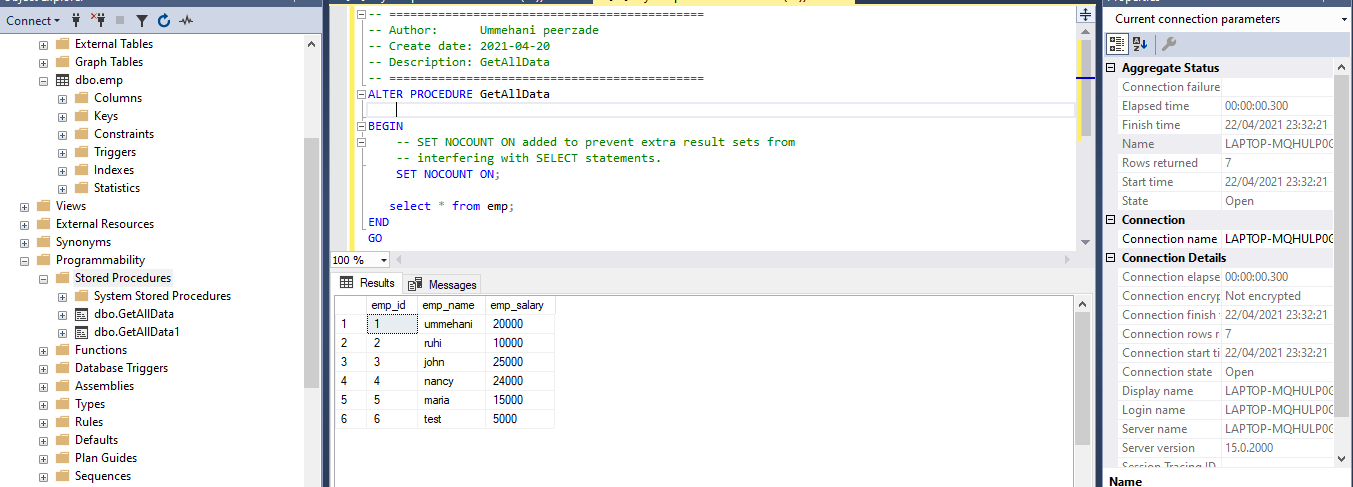 Connect
External Tables
Graph Tables
dbo.emp
Columns
Keys
Constraints
Triggers
Indexes
Statistics
Views
External Resources
Synonyms
Programmability
Stored Procedures
System Stored Procedures
dbo.GetAllData
dbo.GetAllData1
Functions
Database Triggers
Assemblies
Types
Rules
Defaults
Plan Guides
Sequences
-- =============================================
-- Author: Ummehani peerzade
-- Create date: 2021-04-20
-- Description: GetAllData
-- =============================================
ALTER PROCEDURE GetAllData
BEGIN
-- SET NOCOUNT ON added to prevent extra result sets from
-- interfering with SELECT statements.
SET NOCOUNT ON;
select * from emp;
END
GO
100 %
Results Messages
emp_id emp_name emp_salary
1 1 ummehani 20000
2 2 ruhi 10000
3 3 john 25000
4 4 nancy 24000
5 5 maria 15000
6 6 test 5000
Current connection parameters
Aggregate Status
Connection failure
Elapsed time 00:00:00.300
Finish time 22/04/2021 23:32:21
Name LAPTOP-MQHULP0
Rows returned 7
Start time 22/04/2021 23:32:21
State Open
Connection
Connection name LAPTOP-MQHULP0
Connection Details
Connection elapse 00:00:00.300
Connection encryp Not encrypted
Connection finish 22/04/2021 23:32:21
Connection rows r 7
Connection start ti 22/04/2021 23:32:21
Connection state Open
Display name LAPTOP-MQHULP0
Login name LAPTOP-MQHULP0
Server name LAPTOP-MQHULP0
Server version 15.0.2000
Session Tracing ID
Name